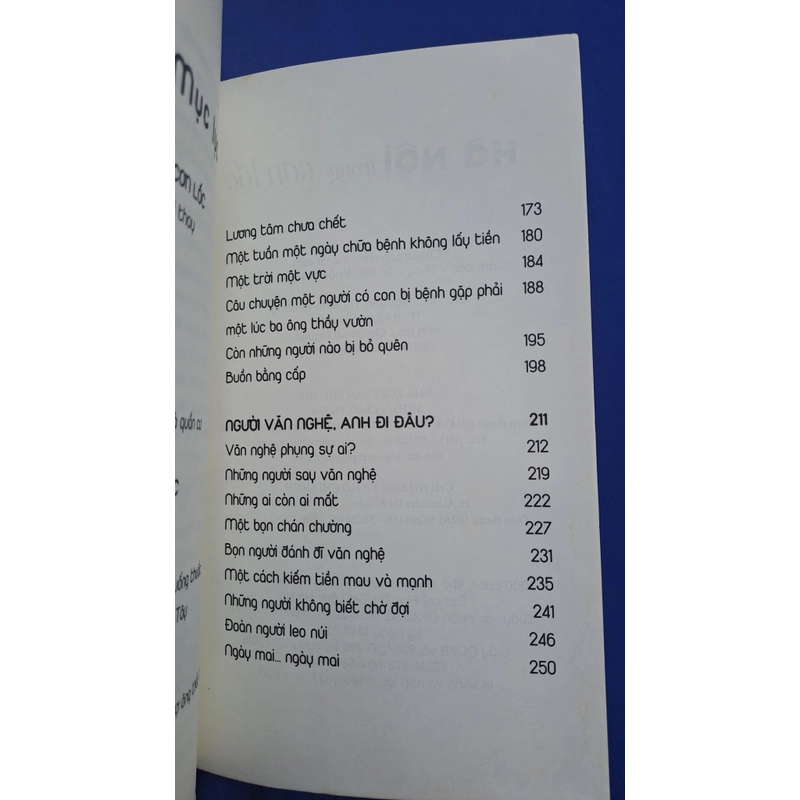 Mục lục
CƠN LỐC
thay
Lương tâm chưa chết 173
Một tuần một ngày chữa bệnh không lấy tiền 180
Một trời một vực 184
Câu chuyện một người có con bị bệnh gặp phải 188
một lúc ba ông thầy vườn
Còn những người nào bị bỏ quên 195
Buồn bằng cấp 198
NGƯỜI VĂN NGHỆ, ANH ĐI ĐÂU? 211
Văn nghệ phụng sự ai? 212
Những người say văn nghệ 219
Những ai còn ai mất 222
Một bọn chán chường 227
Bọn người đánh đĩ văn nghệ 231
Một cách kiếm tiền mau và mạnh 235
Những người không biết chờ đợi 241
Đoàn người leo núi 246
Ngày mai... ngày mai 250